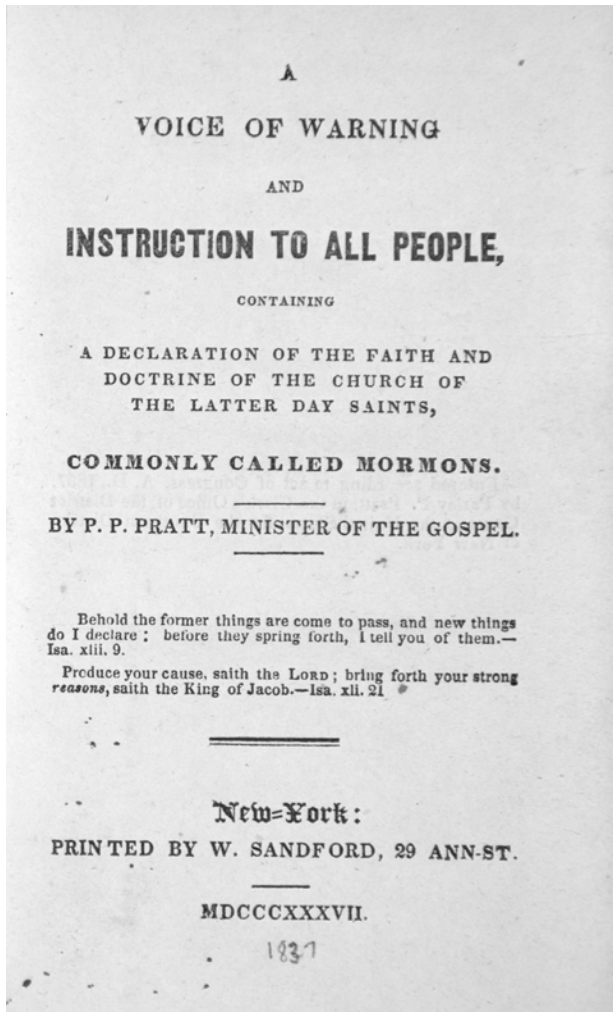 A
VOICE OF WARNING
AND
INSTRUCTION TO ALL PEOPLE,
CONTAINING
A DECLARATION OF THE FAITH AND
DOCTRINE OF THE CHURCH OF
THE LATTER DAY SAINTS,
COMMONLY CALLED MORMONS.
BY P. P. PRATT, MINISTER OF THE GOSPEL.
Behold the former things are come to pass, and new things
do I declare : before they spring forth, I tell you of them.—
Isa. xlii. 9.
Produce your cause, saith the LORD ; bring forth your strong
reasons, saith the King of Jacob.—Isa. xli. 21
New-York:
PRINTED BY W. SANDFORD, 29 ANN-ST.
MDCCCXXXVII.
1837